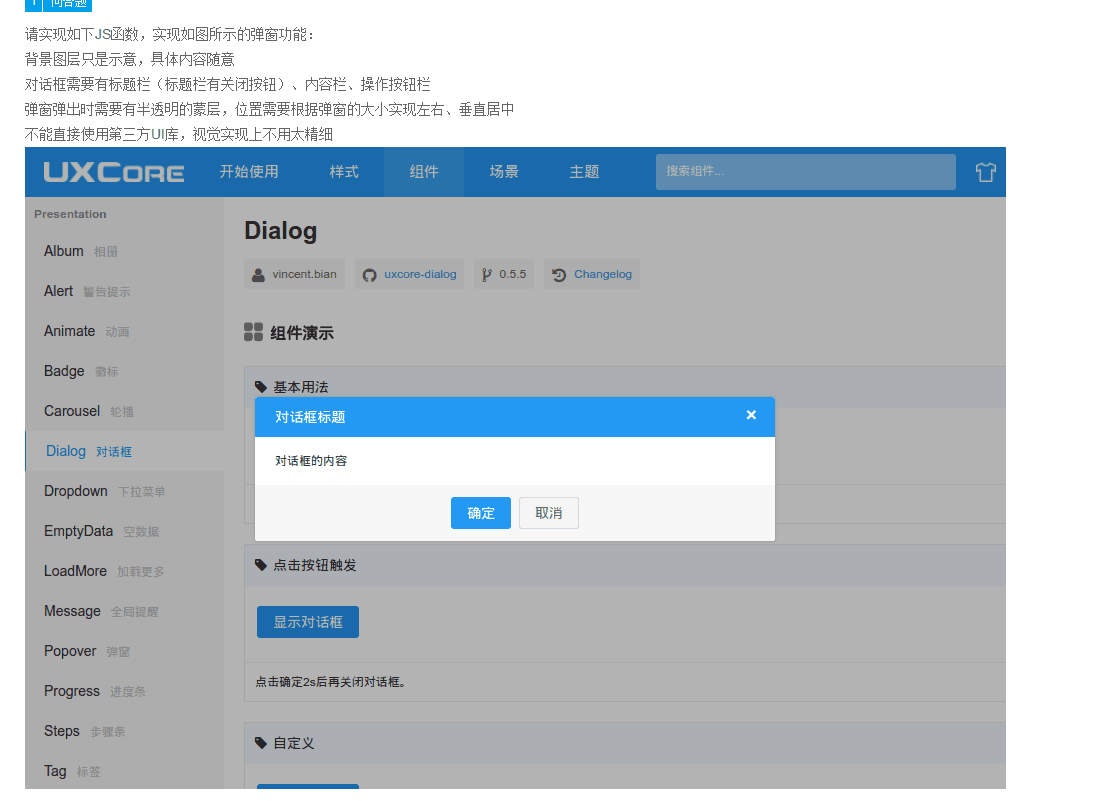 1 问答题
请实现如下JS函数，实现如图所示的弹窗功能：
背景图层只是示意，具体内容随意
对话框需要有标题栏（标题栏有关闭按钮）、内容栏、操作按钮栏
弹窗弹出时需要有半透明的蒙层，位置需要根据弹窗的大小实现左右、垂直居中
不能直接使用第三方UI库，视觉实现上不用太精细
UXCORE 开始使用 样式 组件 场景 主题 搜索组件...
Presentation
Album 相册
Alert 警告提示
Animate 动画
Badge 徽标
Carousel 轮播
Dialog 对话框
Dropdown 下拉菜单
EmptyData 空数据
LoadMore 加载更多
Message 全局提醒
Popover 弹窗
Progress 进度条
Steps 步骤条
Tag 标签
Dialog
vincent.bian uxcore-dialog 0.5.5 Changelog
组件演示
基本用法
对话框标题 ×
对话框的内容
确定 取消
点击按钮触发
显示对话框
点击确定2s后再关闭对话框。
自定义